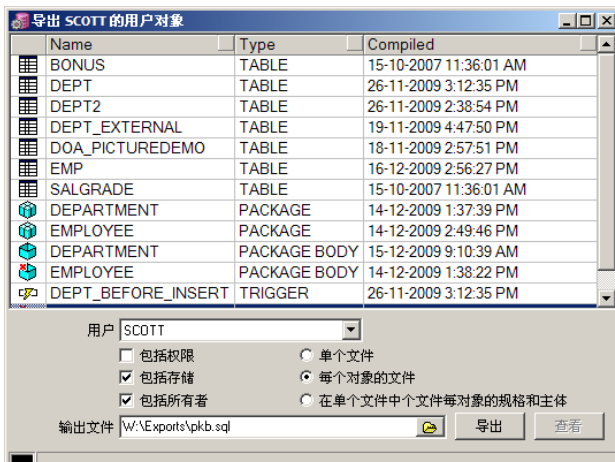 导出 SCOTT 的用户对象
Name Type Compiled
BONUS TABLE 15-10-2007 11:36:01 AM
DEPT TABLE 26-11-2009 3:12:35 PM
DEPT2 TABLE 26-11-2009 2:38:54 PM
DEPT_EXTERNAL TABLE 19-11-2009 4:47:50 PM
DOA_PICTUREDEMO TABLE 18-11-2009 2:57:51 PM
EMP TABLE 16-12-2009 2:56:27 PM
SALGRADE TABLE 15-10-2007 11:36:01 AM
DEPARTMENT PACKAGE 14-12-2009 1:37:39 PM
EMPLOYEE PACKAGE 14-12-2009 2:49:46 PM
DEPARTMENT PACKAGE BODY 15-12-2009 9:10:39 AM
EMPLOYEE PACKAGE BODY 14-12-2009 1:38:22 PM
DEPT_BEFORE_INSERT TRIGGER 26-11-2009 3:12:35 PM
用户 SCOTT
包括权限 单个文件
包括存储 每个对象的文件
包括所有者 在单个文件中个文件每对象的规格和主体
输出文件 W:\Exports\pkb.sql 导出 查看